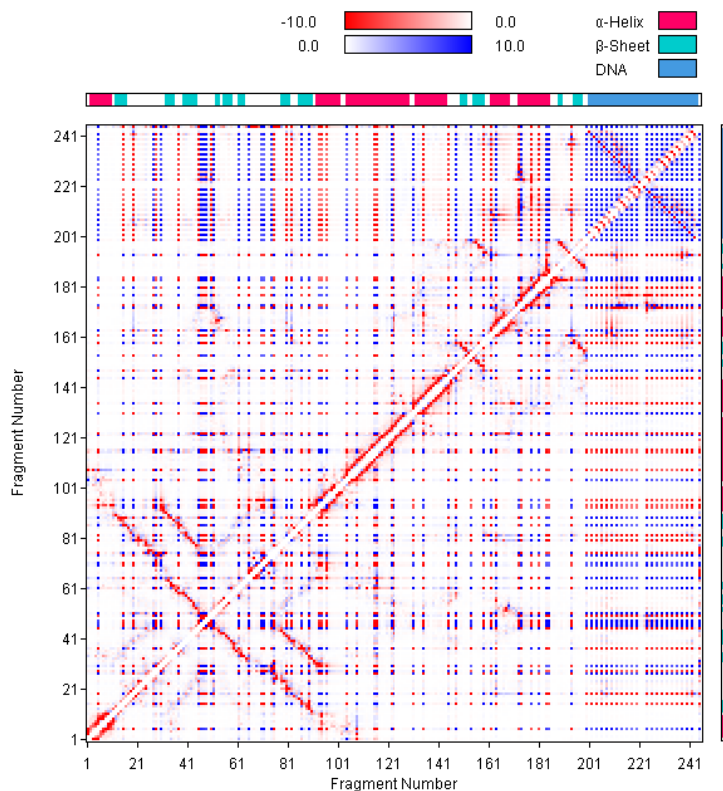 -10.0 0.0 α-Helix
0.0 10.0 β-Sheet
DNA
241
221
201
181
161
141
121
101
81
61
41
21
1
Fragment Number
1 21 41 61 81 101 121 141 161 181 201 221 241
Fragment Number